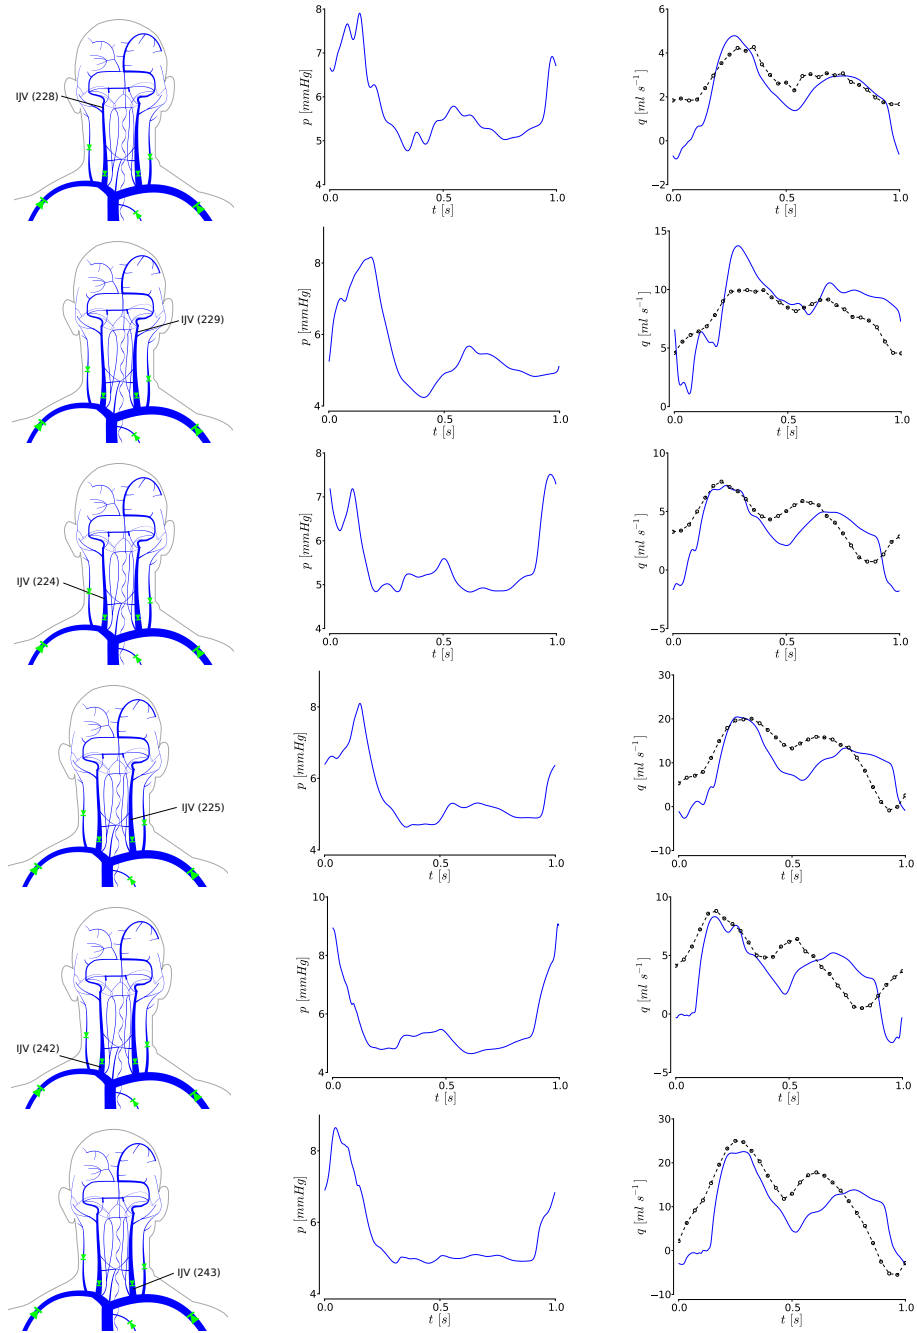 IJV (228)
p [mmHg]
8
7
6
5
4
0.0
0.5
1.0
t [s]
q [ml s⁻¹]
6
4
2
0
−2
0.0
0.5
1.0
t [s]
IJV (229)
p [mmHg]
8
6
4
0.0
0.5
1.0
t [s]
q [ml s⁻¹]
15
10
5
0
0.0
0.5
1.0
t [s]
IJV (224)
p [mmHg]
8
7
6
5
4
0.0
0.5
1.0
t [s]
q [ml s⁻¹]
10
5
0
−5
0.0
0.5
1.0
t [s]
IJV (225)
p [mmHg]
8
6
4
0.0
0.5
1.0
t [s]
q [ml s⁻¹]
30
20
10
0
−10
0.0
0.5
1.0
t [s]
IJV (242)
p [mmHg]
10
8
6
4
0.0
0.5
1.0
t [s]
q [ml s⁻¹]
10
5
0
−5
0.0
0.5
1.0
t [s]
IJV (243)
p [mmHg]
8
6
4
0.0
0.5
1.0
t [s]
q [ml s⁻¹]
30
20
10
0
−10
0.0
0.5
1.0
t [s]